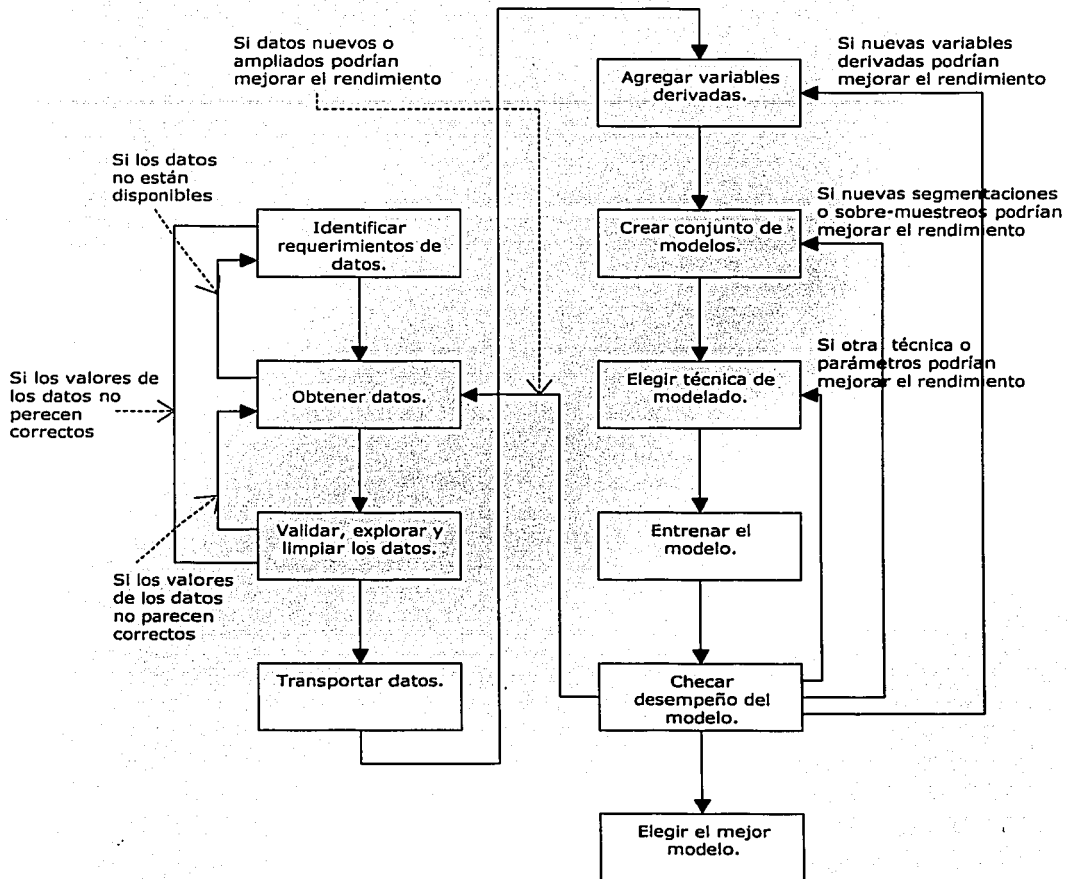 Si datos nuevos o
ampliados podrían
mejorar el rendimiento
Si los datos
no están
disponibles
Identificar
requerimientos de
datos.
Si los valores de
los datos no
perecen
correctos
Obtener datos.
Validar, explorar y
limpiar los datos.
Si los valores
de los datos
no parecen
correctos
Transportar datos.
Agregar variables
derivadas.
Si nuevas variables
derivadas podrían
mejorar el rendimiento
Crear conjunto de
modelos.
Si nuevas segmentaciones
o sobre-muestreos podrían
mejorar el rendimiento
Elegir técnica de
modelado.
Si otra técnica o
parámetros podrían
mejorar el rendimiento
Entrenar el
modelo.
Checar
desempeño del
modelo.
Elegir el mejor
modelo.